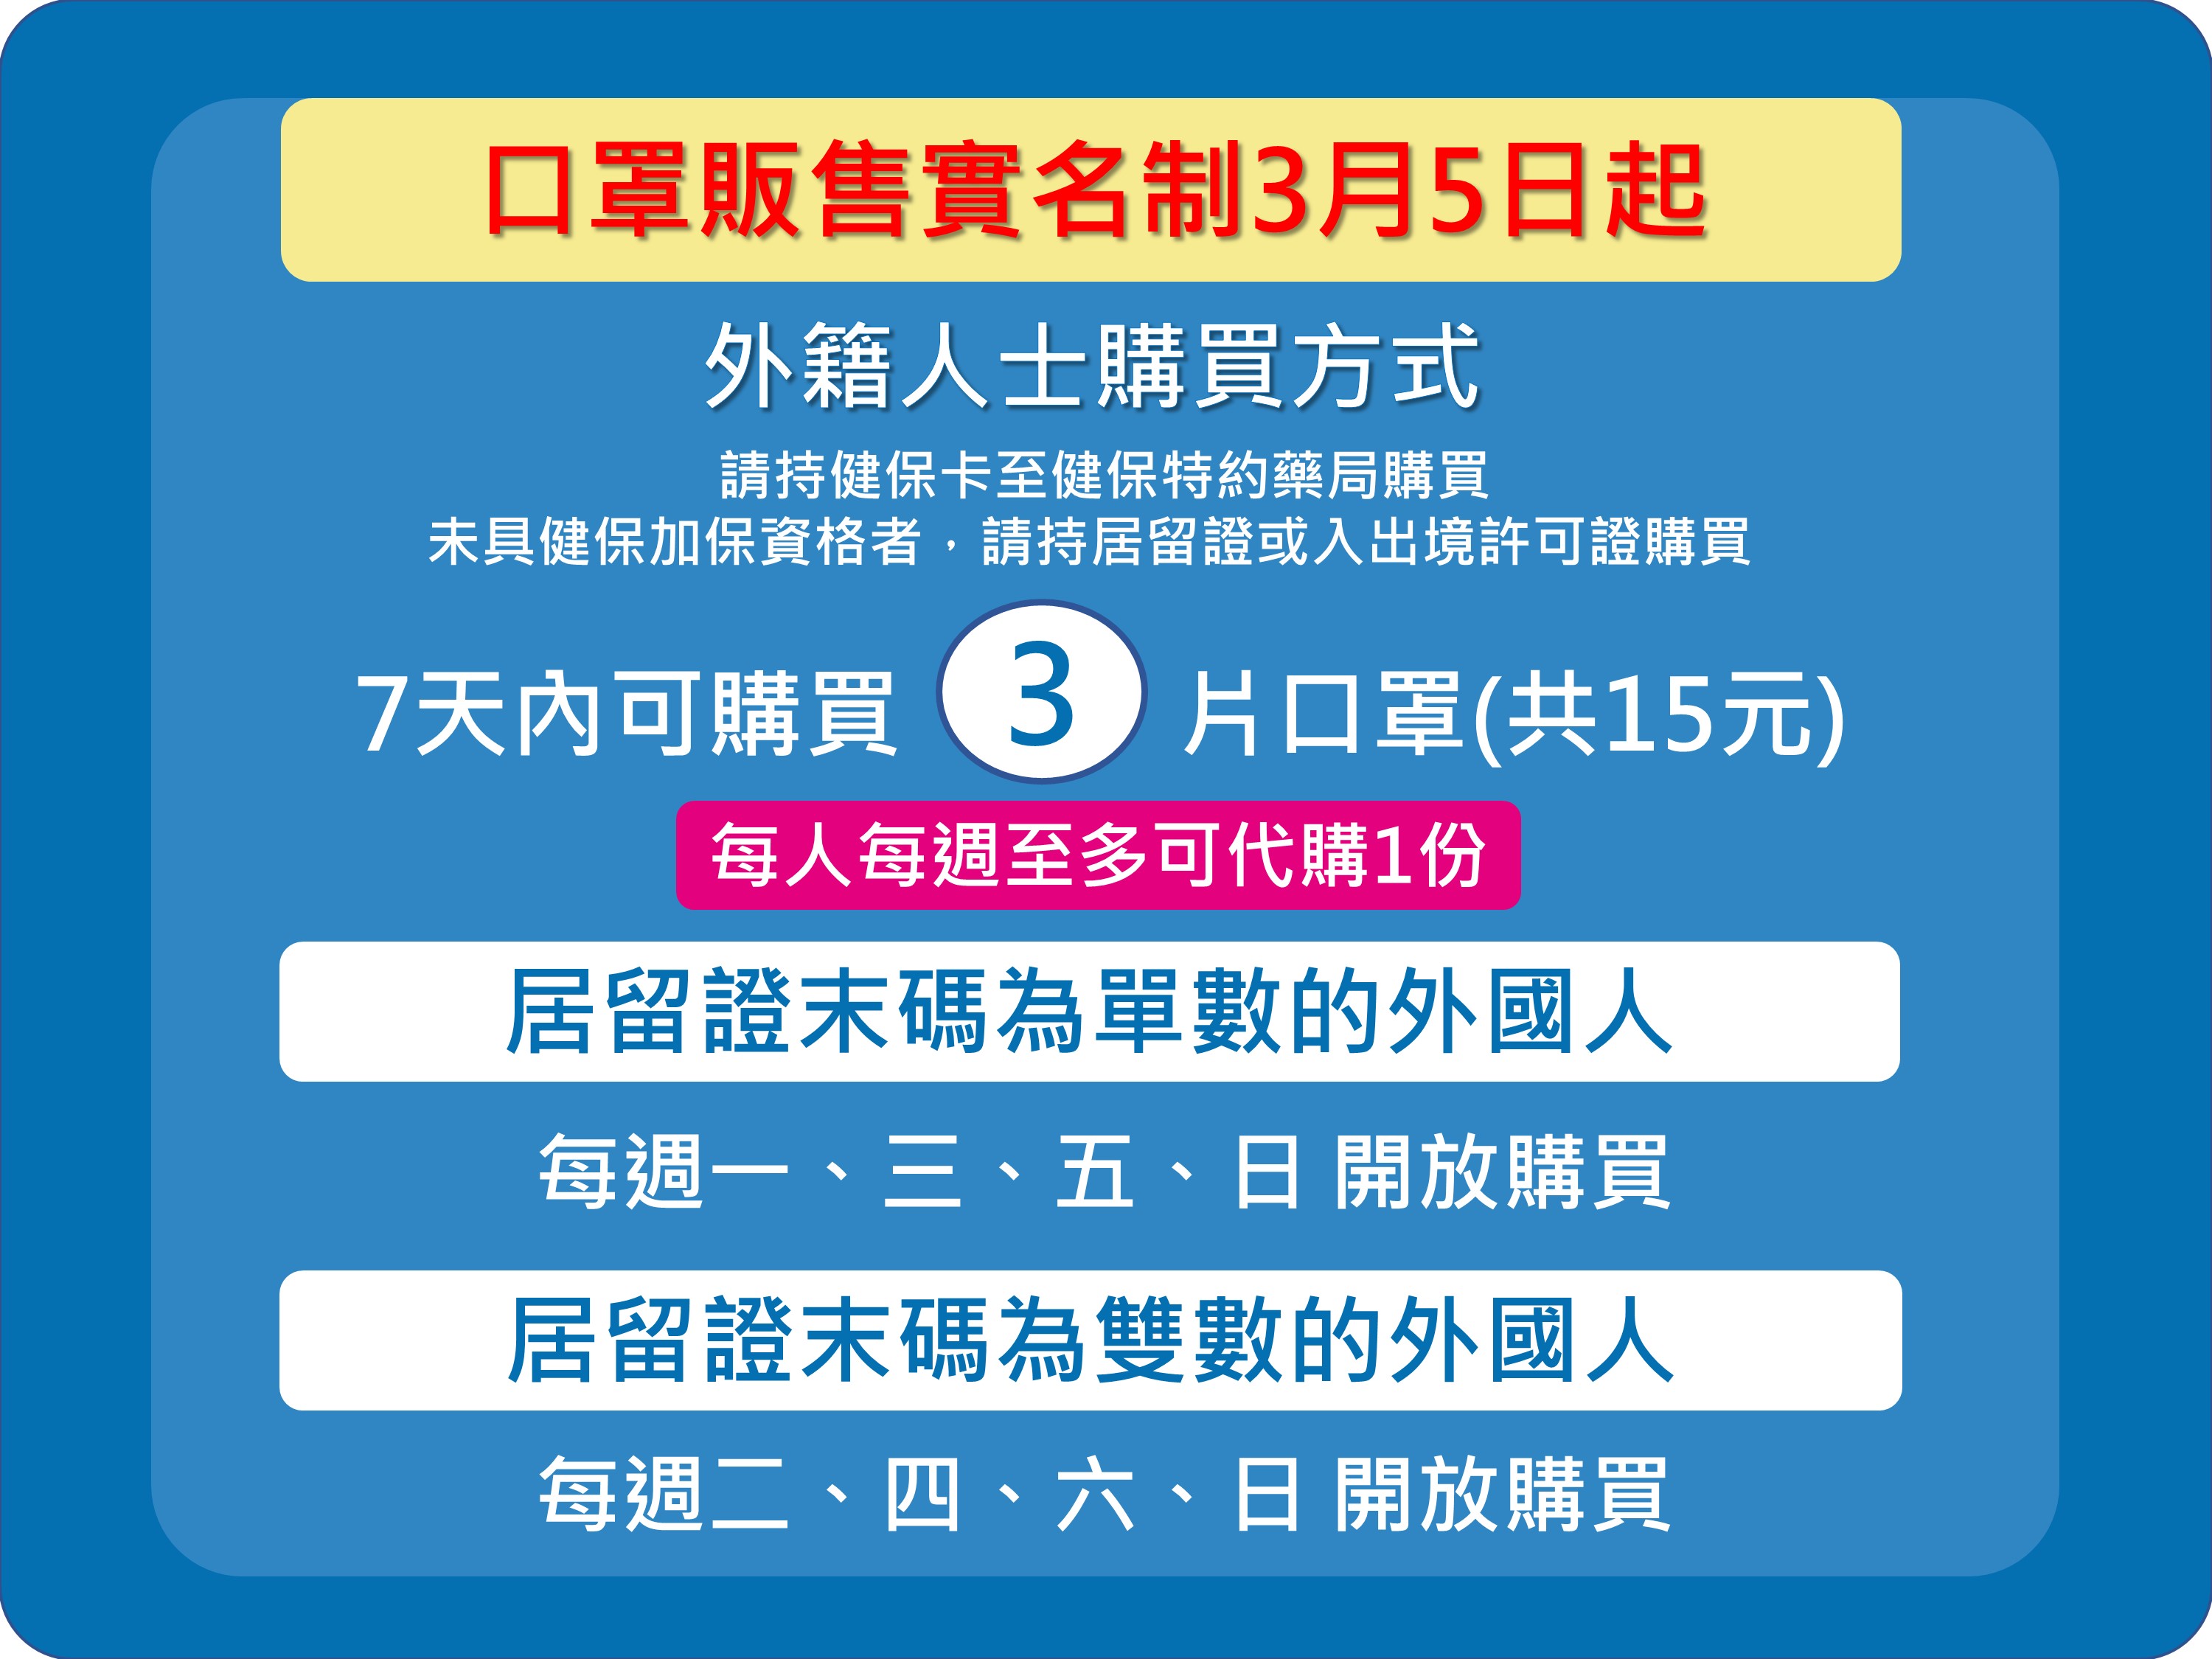 口罩販售實名制3月5日起
外籍人士購買方式
請持健保卡至健保特約藥局購買
未具健保加保資格者，請持居留證或入出境許可證購買
7天內可購買 3 片口罩(共15元)
每人每週至多可代購1份
居留證末碼為單數的外國人
每週一、三、五、日 開放購買
居留證末碼為雙數的外國人
每週二、四、六、日 開放購買